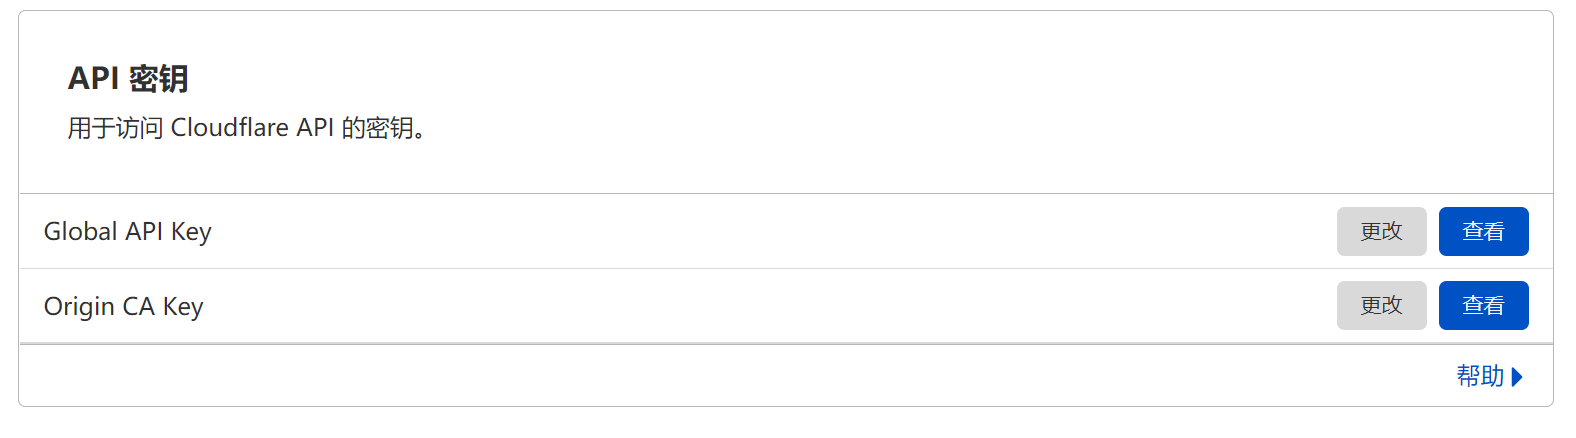 API 密钥
用于访问 Cloudflare API 的密钥。
Global API Key
更改
查看
Origin CA Key
更改
查看
帮助